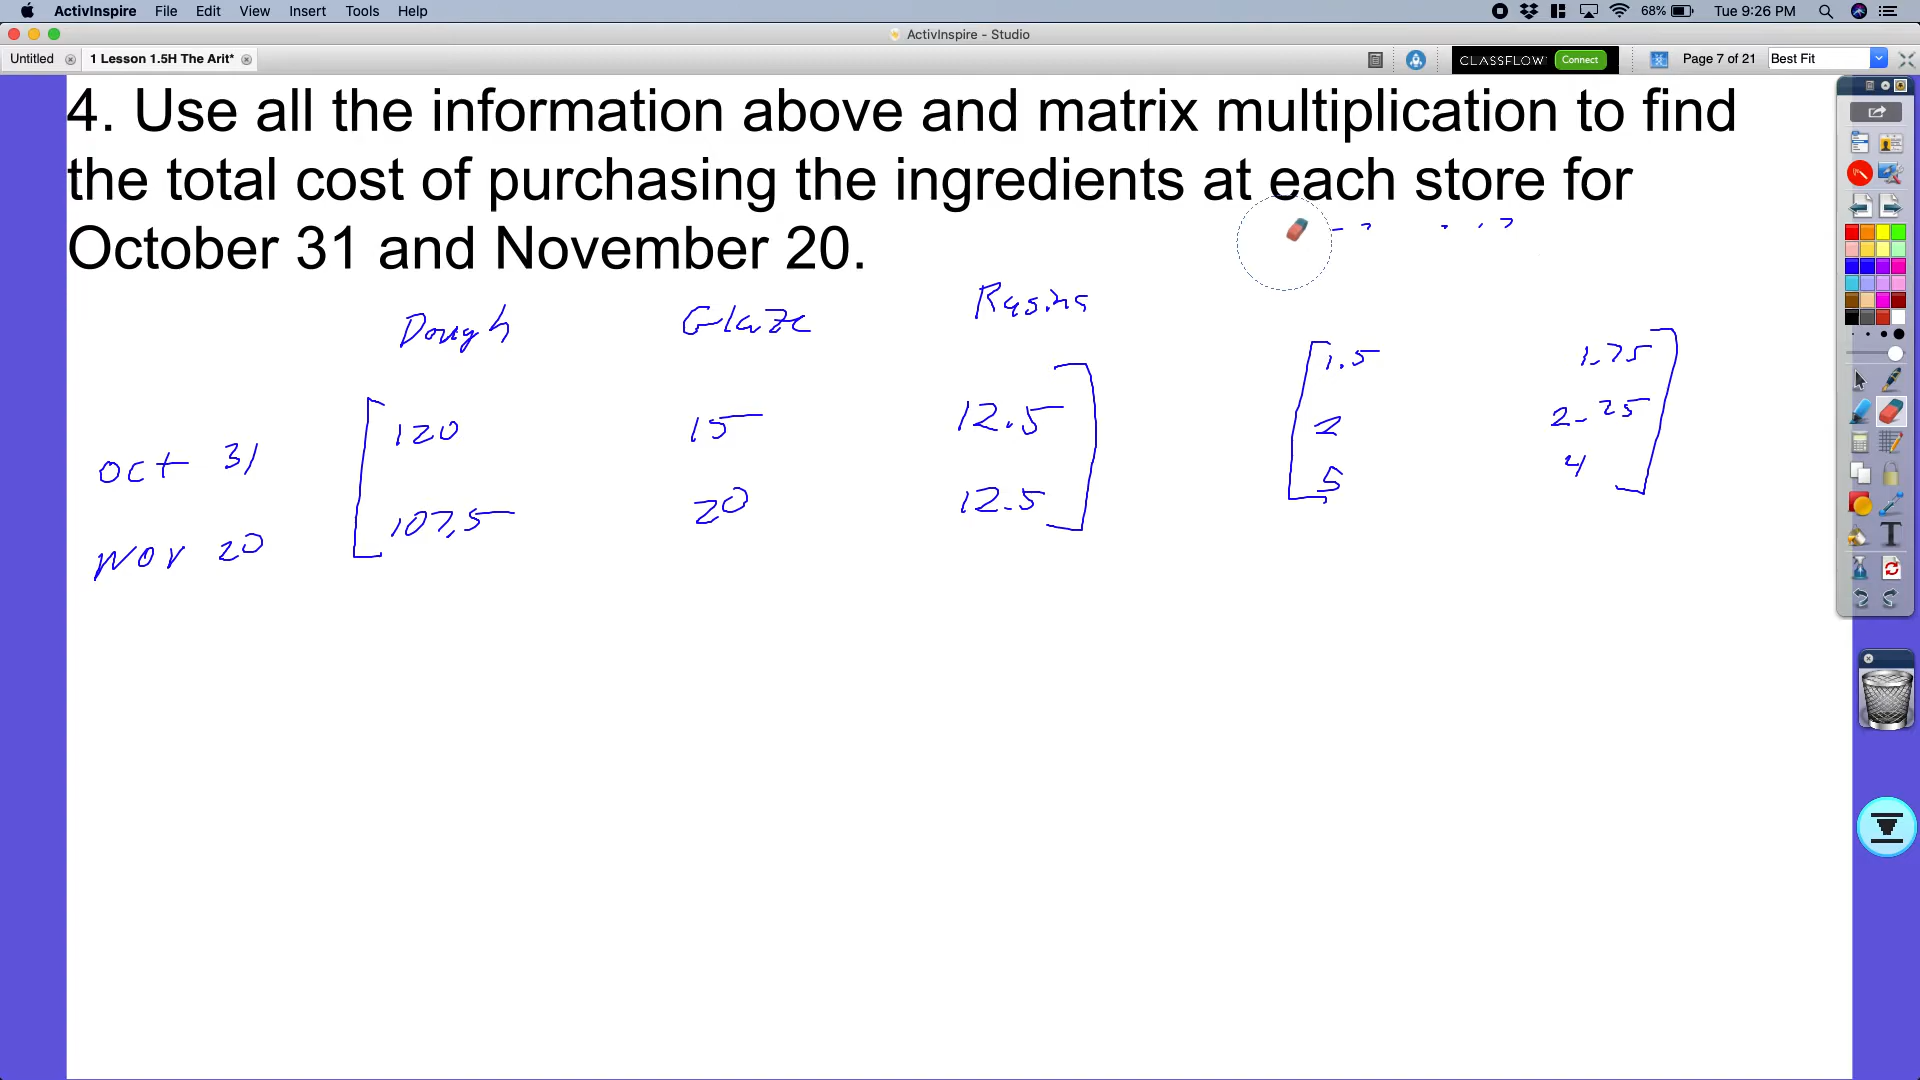 ActivInspire File Edit View Insert Tools Help 68% Tue 9:26 PM
ActivInspire - Studio
Untitled 1 Lesson 1.5H The Arit* CLASSFLOW Connect Page 7 of 21 Best Fit
4. Use all the information above and matrix multiplication to find
the total cost of purchasing the ingredients at each store for
October 31 and November 20.
Dough Glaze Rasins
oct 31 [120 15 12.5]
nov 20 [107.5 20 12.5]
[1.5 1.75]
[2 2.25]
[5 4]